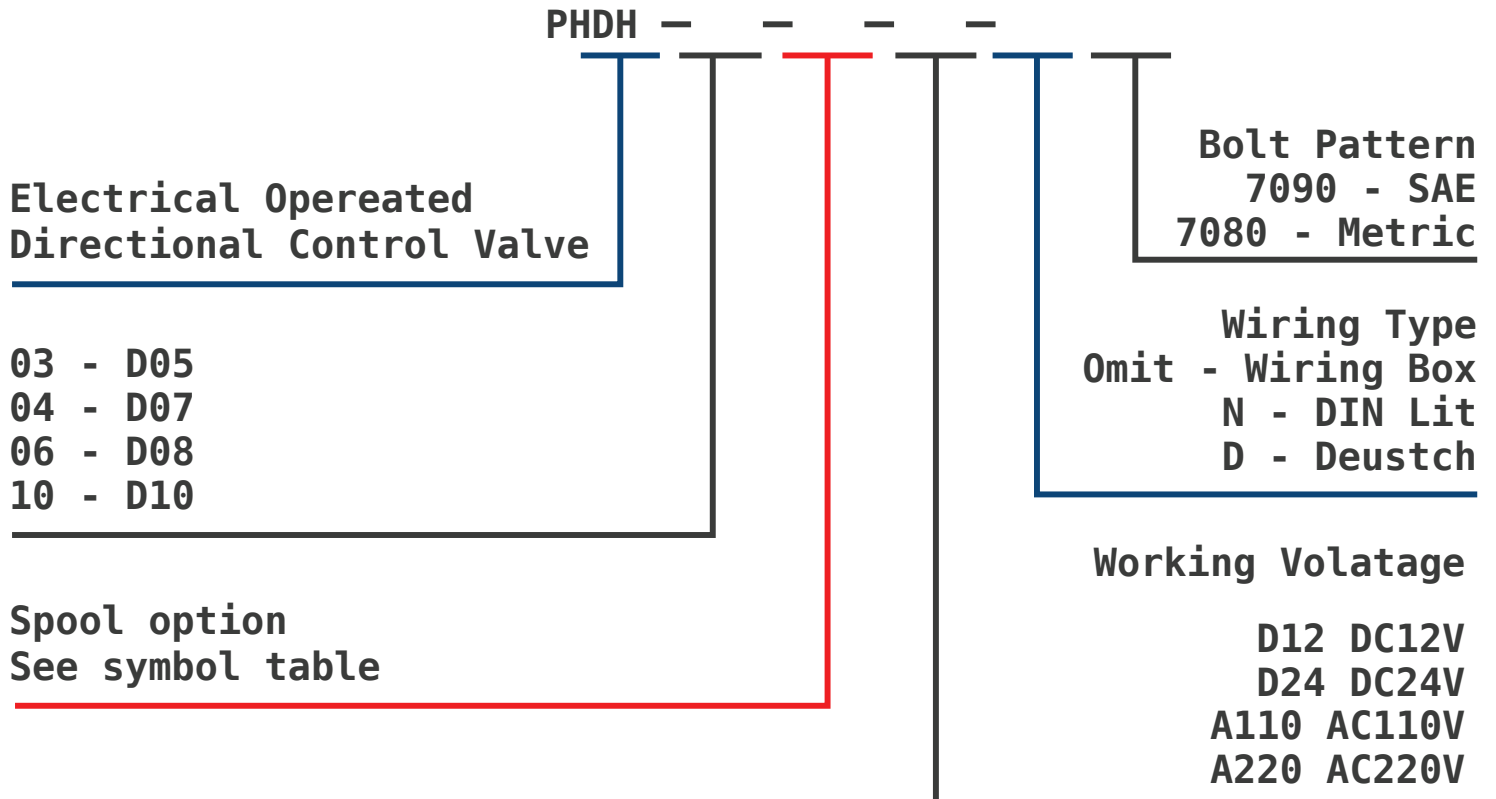 PHDH — — — —
Electrical Opereated
Directional Control Valve
03 - D05
04 - D07
06 - D08
10 - D10
Spool option
See symbol table
Bolt Pattern
7090 - SAE
7080 - Metric
Wiring Type
Omit - Wiring Box
N - DIN Lit
D - Deustch
Working Volatage
D12 DC12V
D24 DC24V
A110 AC110V
A220 AC220V